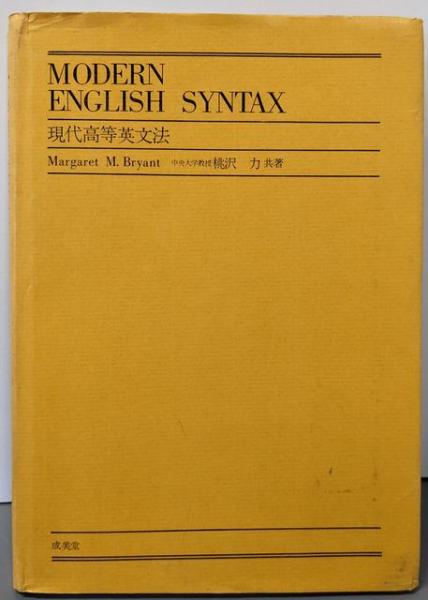 MODERN
ENGLISH SYNTAX
現代高等英文法
Margaret M. Bryant 中央大学教授 桃沢 力 共著
成美堂